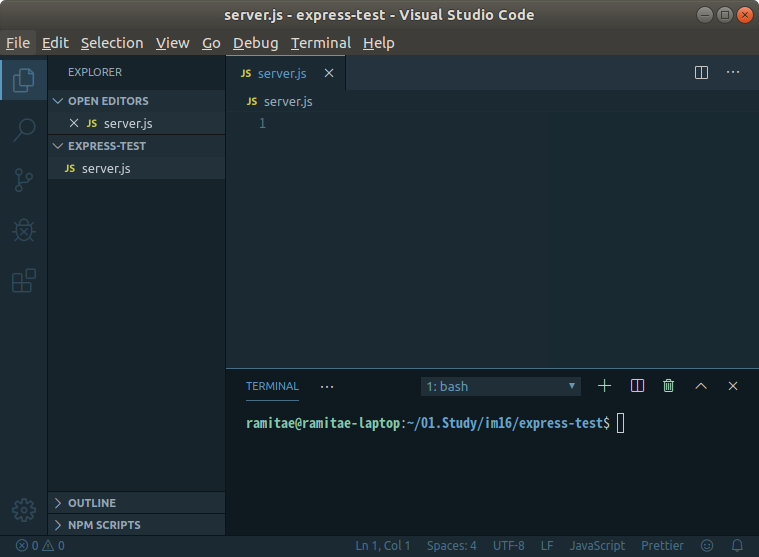 server.js - express-test - Visual Studio Code
File Edit Selection View Go Debug Terminal Help
EXPLORER
OPEN EDITORS
JS server.js
EXPRESS-TEST
JS server.js
OUTLINE
NPM SCRIPTS
JS server.js
JS server.js
1
TERMINAL
1: bash
ramitae@ramitae-laptop:~/01.Study/im16/express-test$
0 0 Ln 1, Col 1 Spaces: 4 UTF-8 LF JavaScript Prettier